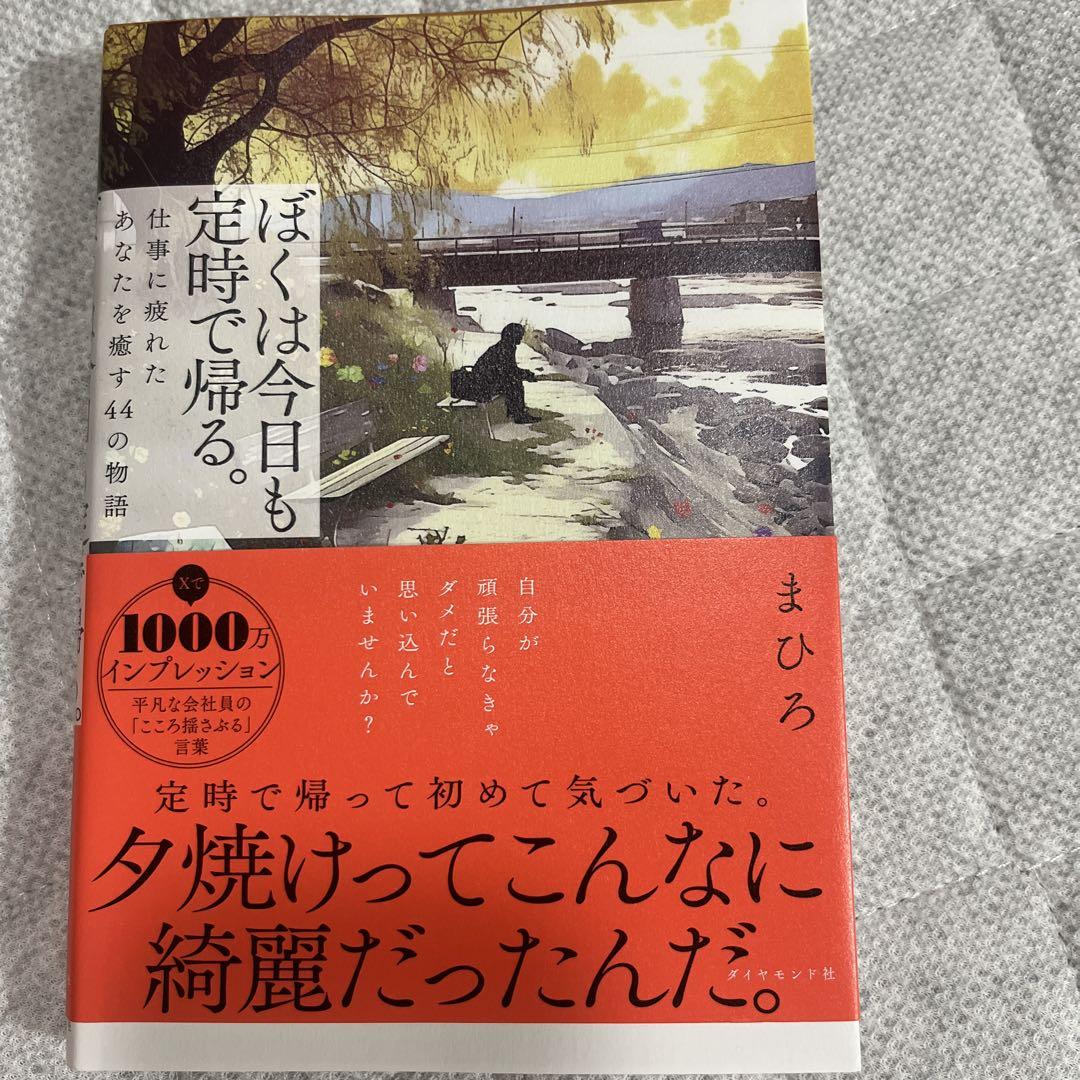 ぼくは今日も
定時で帰る。
仕事に疲れた
あなたを癒す44の物語
まひろ
自分が
頑張らなきゃ
ダメだと
思い込んで
いませんか？
Xで
1000万
インプレッション
平凡な会社員の
「こころ揺さぶる」
言葉
定時で帰って初めて気づいた。
夕焼けってこんなに
綺麗だったんだ。
ダイヤモンド社